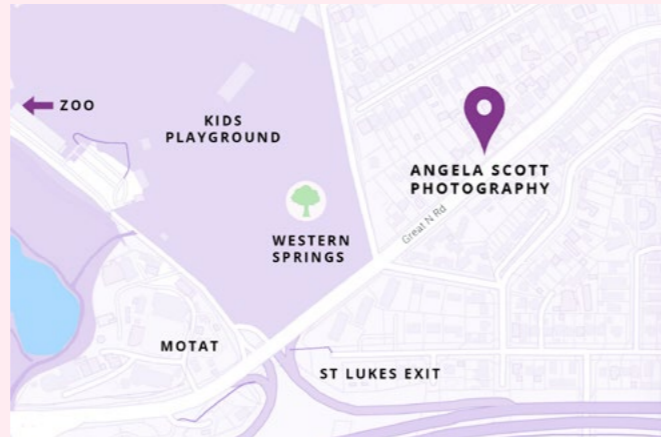 ZOO
KIDS
PLAYGROUND
ANGELA SCOTT
PHOTOGRAPHY
Great N Rd
WESTERN
SPRINGS
MOTAT
ST LUKES EXIT